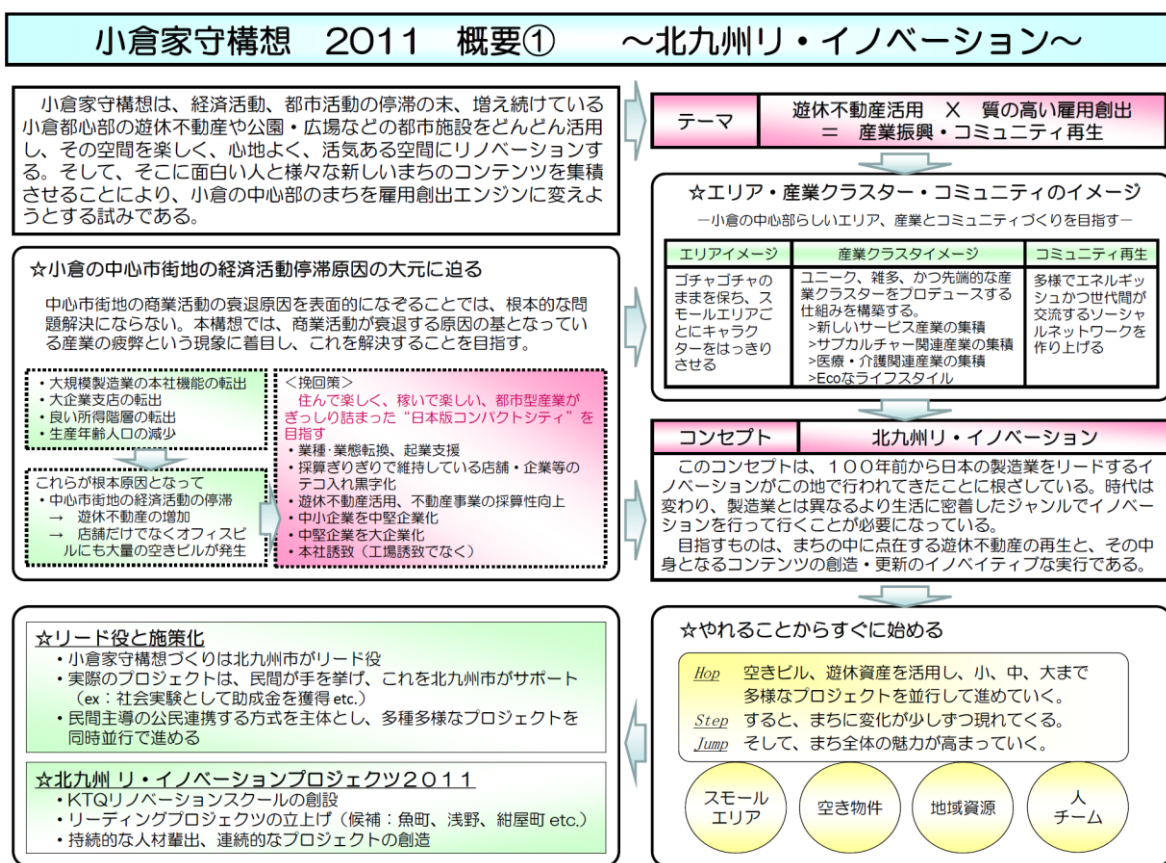 小倉家守構想　2011　概要①　　～北九州リ・イノベーション～
　小倉家守構想は、経済活動、都市活動の停滞の末、増え続けている
小倉都心部の遊休不動産や公園・広場などの都市施設をどんどん活用
し、その空間を楽しく、心地よく、活気ある空間にリノベーションす
る。そして、そこに面白い人と様々な新しいまちのコンテンツを集積
させることにより、小倉の中心部のまちを雇用創出エンジンに変えよ
うとする試みである。
☆小倉の中心市街地の経済活動停滞原因の大元に迫る
　中心市街地の商業活動の衰退原因を表面的になぞることでは、根本的な問
題解決にならない。本構想では、商業活動が衰退する原因の基となってい
る産業の疲弊という現象に着目し、これを解決することを目指す。
・大規模製造業の本社機能の転出
・大企業支店の転出
・良い所得階層の転出
・生産年齢人口の減少
これらが根本原因となって
・中心市街地の経済活動の停滞
→　遊休不動産の増加
→　店舗だけでなくオフィスビ
ルにも大量の空きビルが発生
＜挽回策＞
　住んで楽しく、稼いで楽しい、都市型産業が
ぎっしり詰まった“日本版コンパクトシティ”を
目指す
・業種・業態転換、起業支援
・採算ぎりぎりで維持している店舗・企業等の
テコ入れ黒字化
・遊休不動産活用、不動産事業の採算性向上
・中小企業を中堅企業化
・中堅企業を大企業化
・本社誘致（工場誘致でなく）
テーマ
遊休不動産活用　X　質の高い雇用創出
＝　産業振興・コミュニティ再生
☆エリア・産業クラスター・コミュニティのイメージ
―小倉の中心部らしいエリア、産業とコミュニティづくりを目指す―
エリアイメージ
ゴチャゴチャの
ままを保ち、ス
モールエリアご
とにキャラク
ターをはっきり
させる
産業クラスタイメージ
ユニーク、雑多、かつ先端的な産
業クラスターをプロデュースする
仕組みを構築する。
>新しいサービス産業の集積
>サブカルチャー関連産業の集積
>医療・介護関連産業の集積
>Ecoなライフスタイル
コミュニティ再生
多様でエネルギッ
シュかつ世代間が
交流するソーシャ
ルネットワークを
作り上げる
コンセプト
北九州リ・イノベーション
　このコンセプトは、１００年前から日本の製造業をリードするイ
ノベーションがこの地で行われてきたことに根ざしている。時代は
変わり、製造業とは異なるより生活に密着したジャンルでイノベー
ションを行って行くことが必要になっている。
　目指すものは、まちの中に点在する遊休不動産の再生と、その中
身となるコンテンツの創造・更新のイノベイティブな実行である。
☆やれることからすぐに始める
Hop　空きビル、遊休資産を活用し、小、中、大まで
多様なプロジェクトを並行して進めていく。
Step　すると、まちに変化が少しずつ現れてくる。
Jump　そして、まち全体の魅力が高まっていく。
スモール
エリア
空き物件
地域資源
人
チーム
☆リード役と施策化
・小倉家守構想づくりは北九州市がリード役
・実際のプロジェクトは、民間が手を挙げ、これを北九州市がサポート
（ex：社会実験として助成金を獲得 etc.）
・民間主導の公民連携する方式を主体とし、多種多様なプロジェクトを
同時並行で進める
☆北九州 リ・イノベーションプロジェクツ２０１１
・KTQリノベーションスクールの創設
・リーディングプロジェクツの立上げ（候補：魚町、浅野、紺屋町 etc.）
・持続的な人材輩出、連続的なプロジェクトの創造